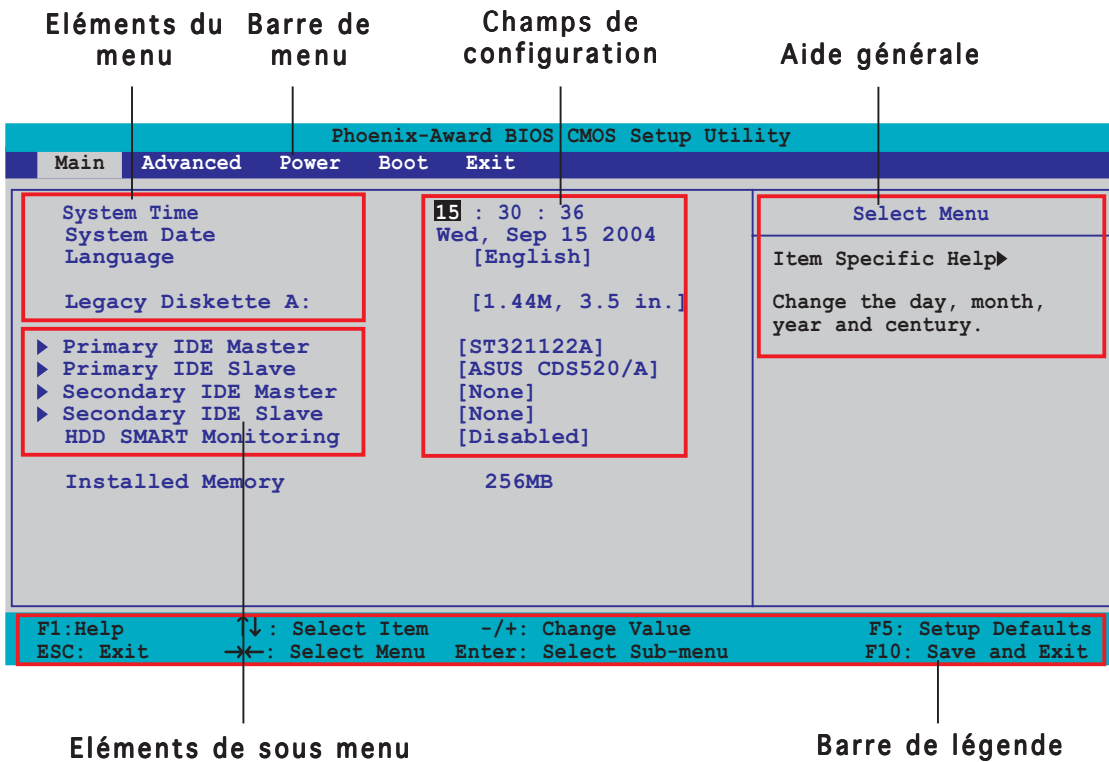 Eléments du menu
Barre de menu
Champs de configuration
Aide générale
Phoenix-Award BIOS CMOS Setup Utility
Main Advanced Power Boot Exit
System Time 15 : 30 : 36
System Date Wed, Sep 15 2004
Language [English]
Legacy Diskette A: [1.44M, 3.5 in.]
Primary IDE Master [ST321122A]
Primary IDE Slave [ASUS CDS520/A]
Secondary IDE Master [None]
Secondary IDE Slave [None]
HDD SMART Monitoring [Disabled]
Installed Memory 256MB
Select Menu
Item Specific Help▶
Change the day, month,
year and century.
F1:Help ↑↓: Select Item -/+: Change Value F5: Setup Defaults
ESC: Exit →←: Select Menu Enter: Select Sub-menu F10: Save and Exit
Eléments de sous menu
Barre de légende